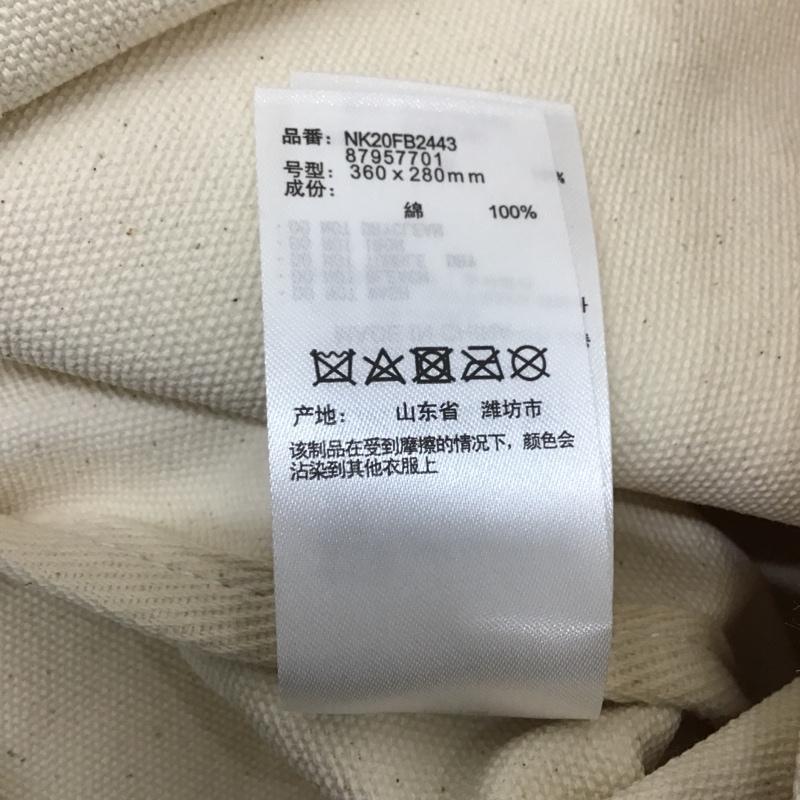 品番: NK20FB2443
87957701
号型: 360 x 280mm
成份:
綿 100%
产地: 山东省 潍坊市
该制品在受到摩擦的情况下, 颜色会
沾染到其他衣服上